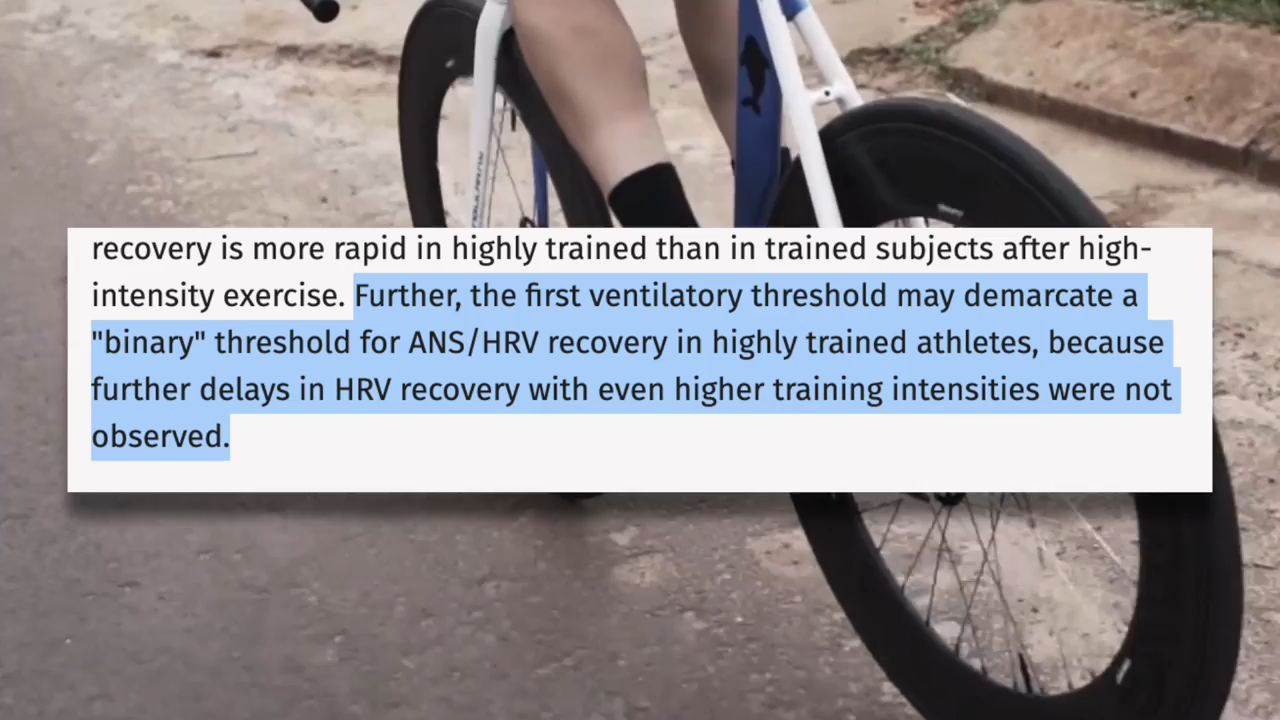 recovery is more rapid in highly trained than in trained subjects after high-
intensity exercise. Further, the first ventilatory threshold may demarcate a
"binary" threshold for ANS/HRV recovery in highly trained athletes, because
further delays in HRV recovery with even higher training intensities were not
observed.